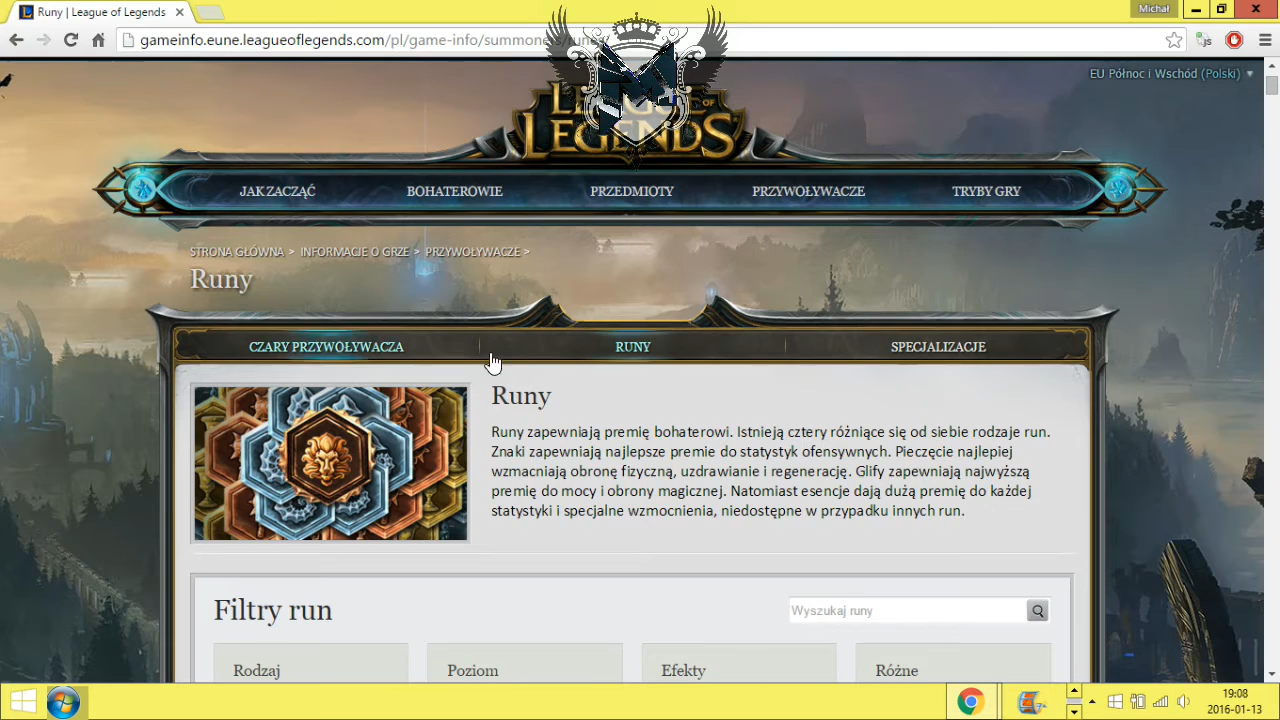 Runy | League of Legends
Michał
gameinfo.eune.leagueoflegends.com/pl/game-info/summoners/runes
js
EU Północ i Wschód (Polski)
LEAGUE OF
LEGENDS
JAK ZACZĄĆ
BOHATEROWIE
PRZEDMIOTY
PRZYWOŁYWACZE
TRYBY GRY
STRONA GŁÓWNA > INFORMACJE O GRZE > PRZYWOŁYWACZE >
Runy
CZARY PRZYWOŁYWACZA
RUNY
SPECJALIZACJE
Runy
Runy zapewniają premię bohaterowi. Istnieją cztery różniące się od siebie rodzaje run.
Znaki zapewniają najlepsze premie do statystyk ofensywnych. Pieczęcie najlepiej
wzmacniają obronę fizyczną, uzdrawianie i regenerację. Glify zapewniają najwyższą
premię do mocy i obrony magicznej. Natomiast esencje dają dużą premię do każdej
statystyki i specjalne wzmocnienia, niedostępne w przypadku innych run.
Filtry run
Wyszukaj runy
Rodzaj
Poziom
Efekty
Różne
19:08
2016-01-13